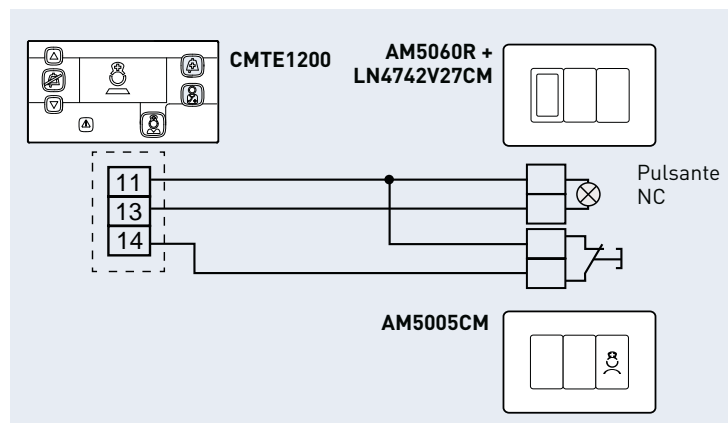 CMTE1200
AM5060R +
LN4742V27CM
11
13
14
Pulsante
NC
AM5005CM